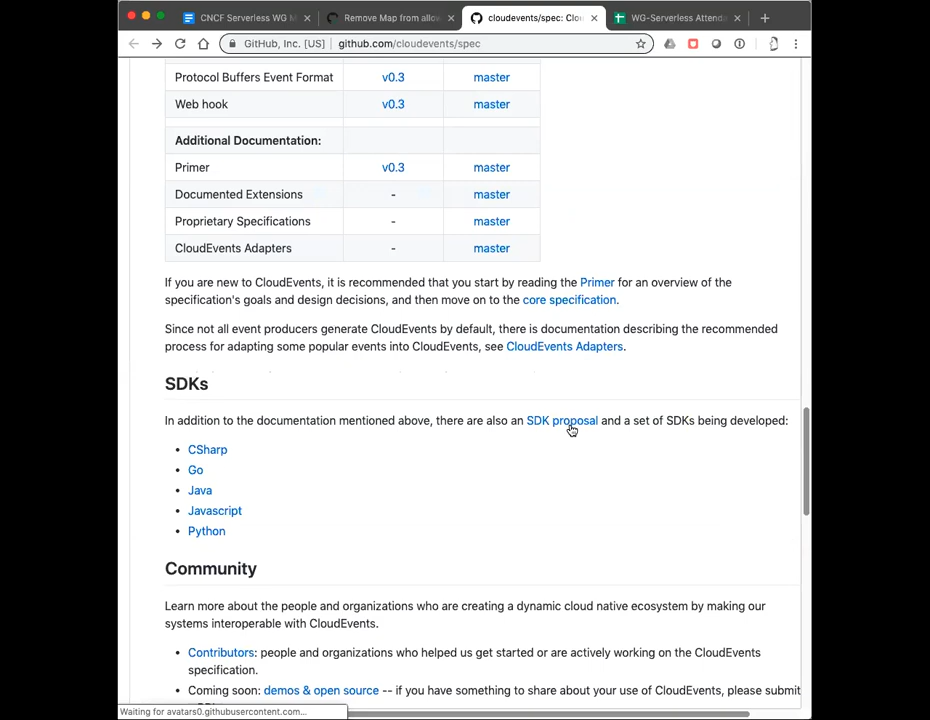 CNCF Serverless WG M
Remove Map from allow
cloudevents/spec: Clou
WG-Serverless Attend
GitHub, Inc. [US] github.com/cloudevents/spec
Protocol Buffers Event Format v0.3 master
Web hook v0.3 master
Additional Documentation:
Primer v0.3 master
Documented Extensions - master
Proprietary Specifications - master
CloudEvents Adapters - master
If you are new to CloudEvents, it is recommended that you start by reading the Primer for an overview of the
specification's goals and design decisions, and then move on to the core specification.
Since not all event producers generate CloudEvents by default, there is documentation describing the recommended
process for adapting some popular events into CloudEvents, see CloudEvents Adapters.
SDKs
In addition to the documentation mentioned above, there are also an SDK proposal and a set of SDKs being developed:
• CSharp
• Go
• Java
• Javascript
• Python
Community
Learn more about the people and organizations who are creating a dynamic cloud native ecosystem by making our
systems interoperable with CloudEvents.
• Contributors: people and organizations who helped us get started or are actively working on the CloudEvents
specification.
• Coming soon: demos & open source -- if you have something to share about your use of CloudEvents, please submit
Waiting for avatars0.githubusercontent.com...